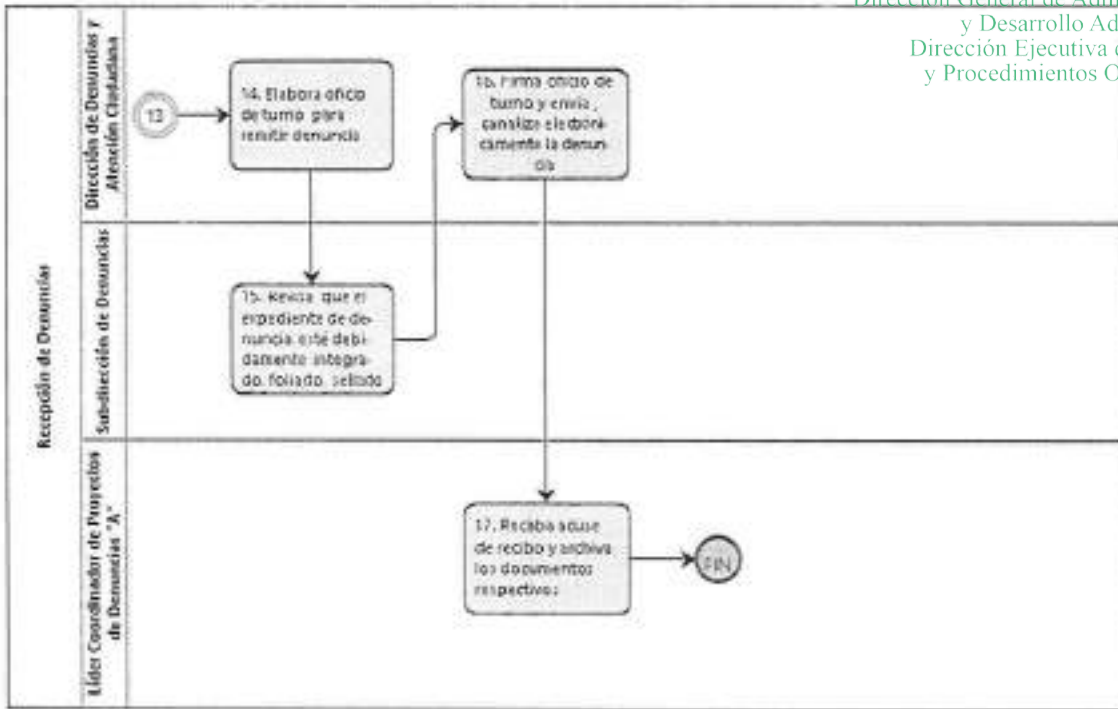 Dirección General de Adm
y Desarrollo Ad
Dirección Ejecutiva
y Procedimientos O
Recepción de Denuncias
Dirección de Denuncias y
Atención Ciudadana
13
14. Elabora oficio
de turno para
remitir denuncia
16. Firma oficio de
turno y envia ,
canaliza electróni-
camente la denun-
cia
Subdirección de Denuncias
15. Revisa que el
expediente de de-
nuncia esté debi-
damente integra-
do, foliado, sellado
Líder Coordinador de Proyectos
de Denuncias "A"
17. Recaba acuse
de recibo y archiva
los documentos
respectivos
FIN